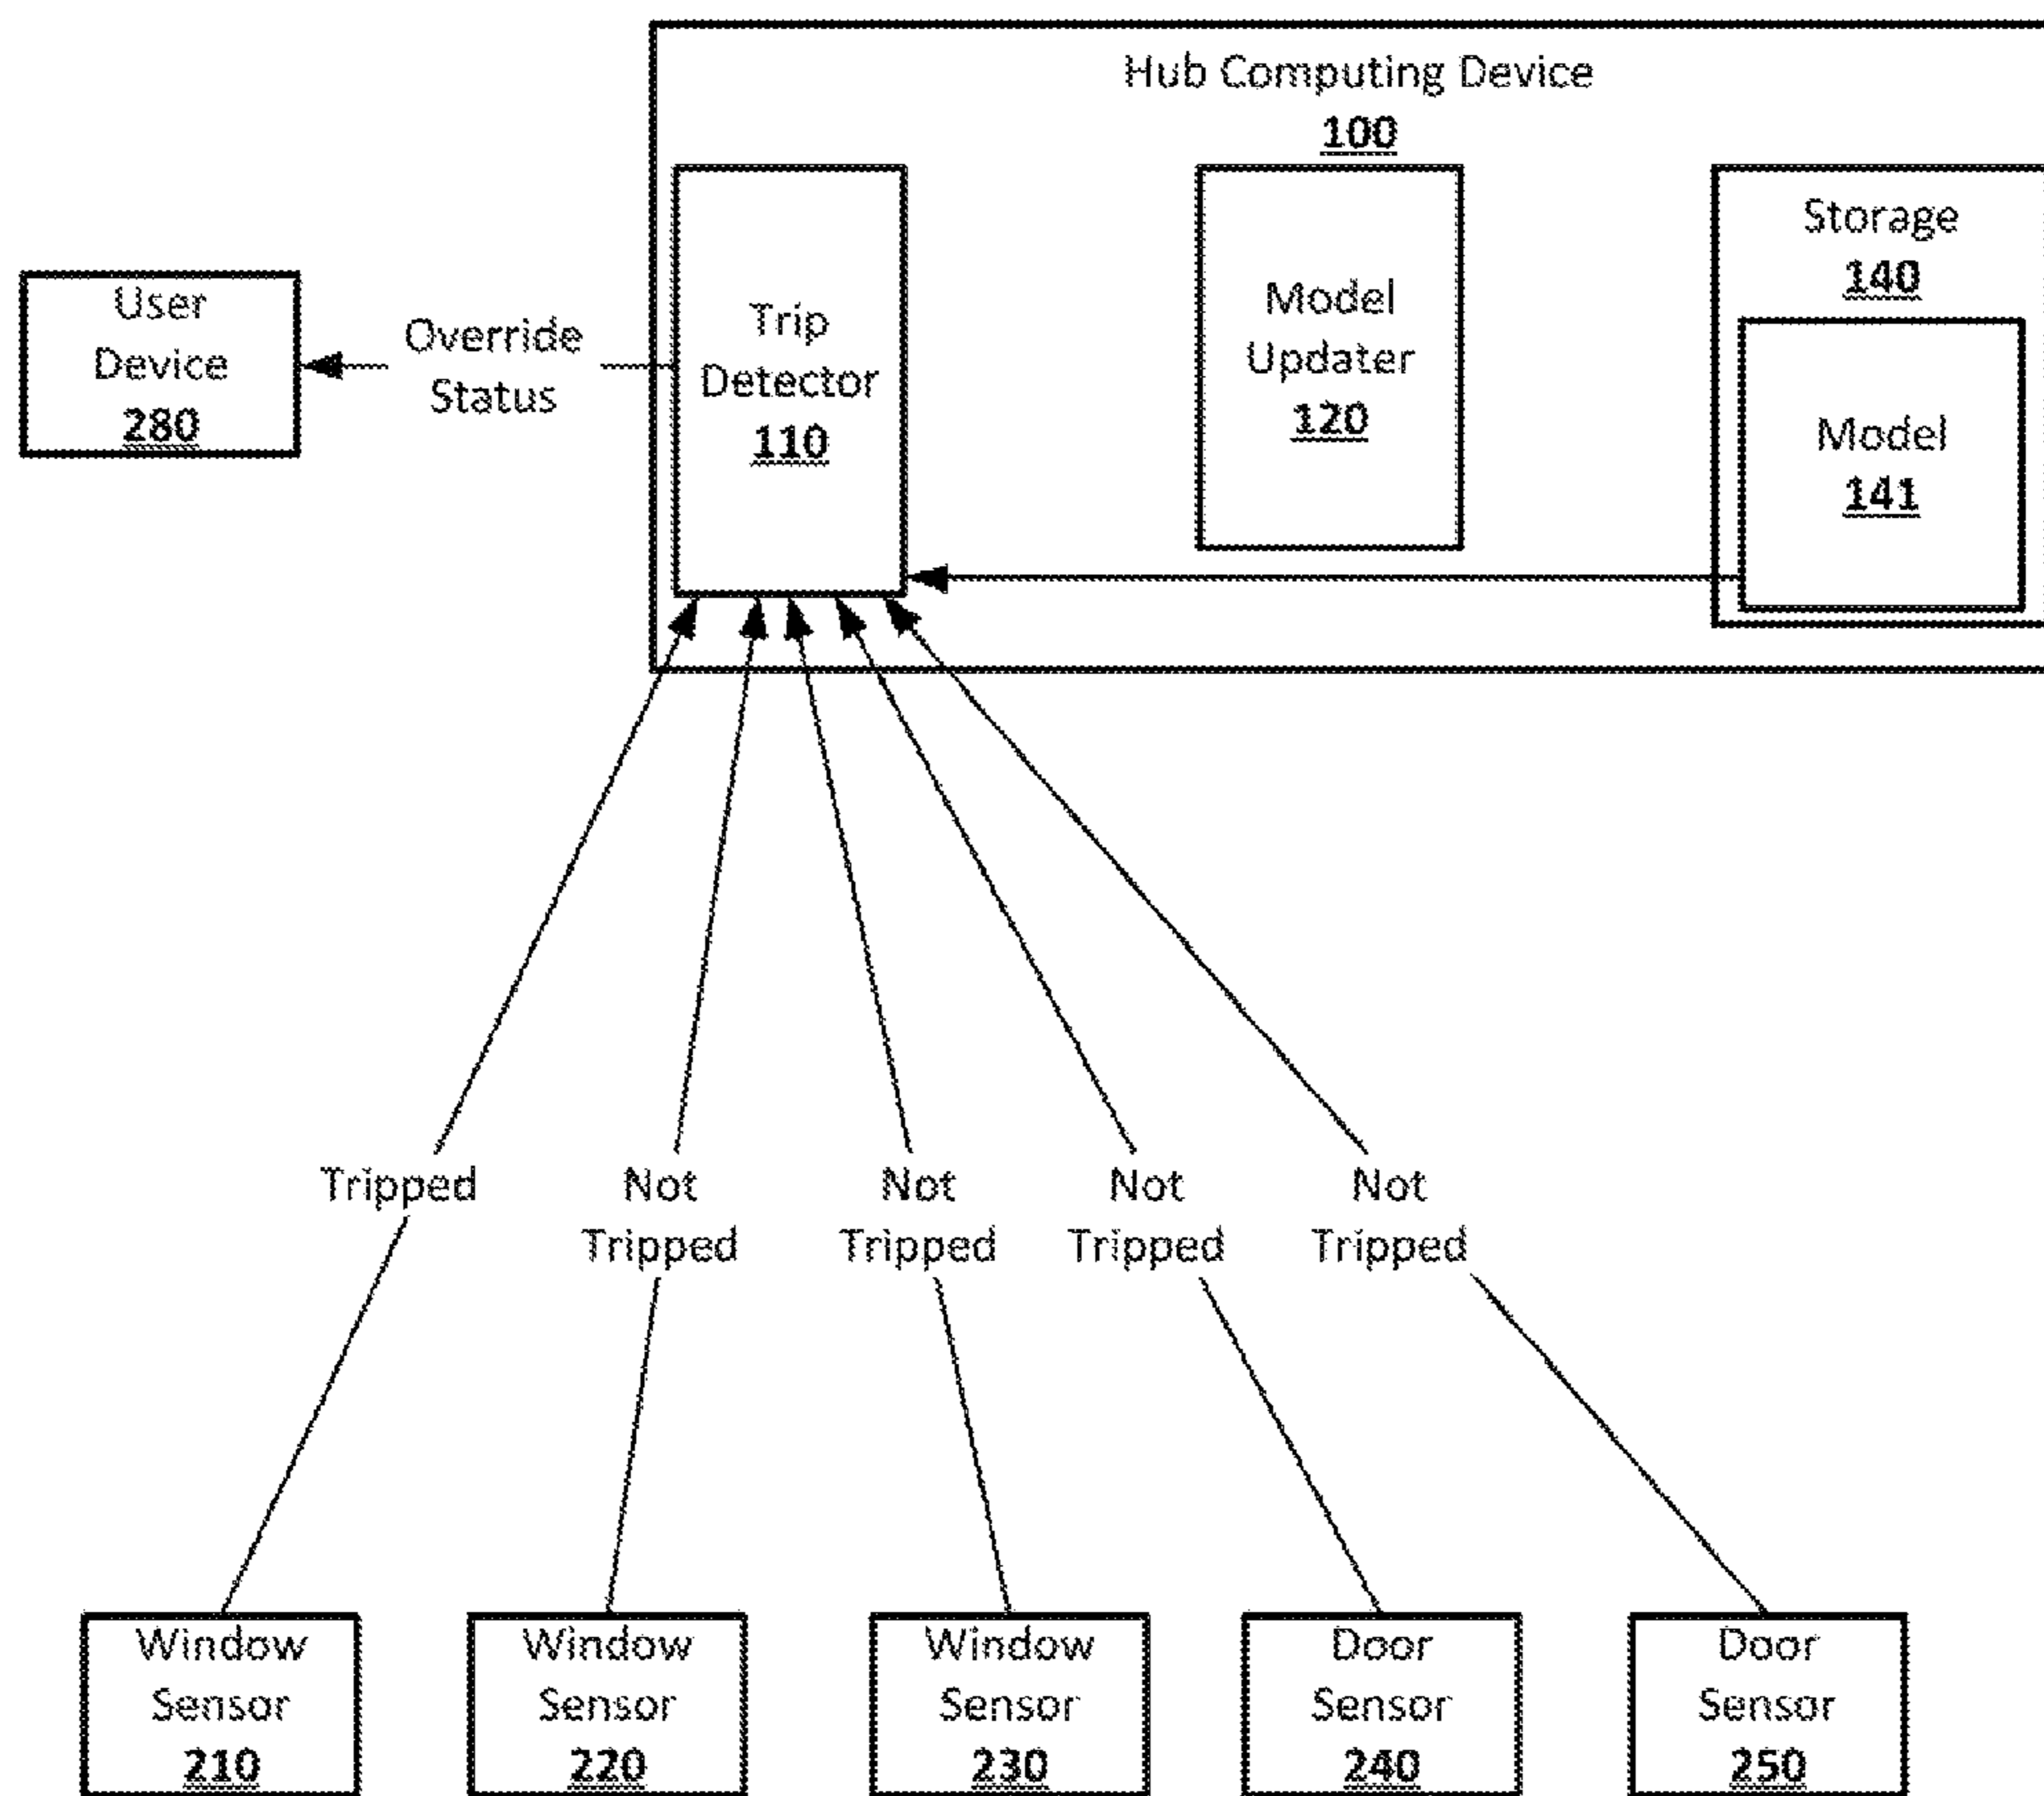 Hub Computing Device
100
Storage
140
User
Device
280
Override
Status
Trip
Detector
110
Model
Updater
120
Model
141
Tripped
Not
Tripped
Not
Tripped
Not
Tripped
Not
Tripped
Window
Sensor
210
Window
Sensor
220
Window
Sensor
230
Door
Sensor
240
Door
Sensor
250